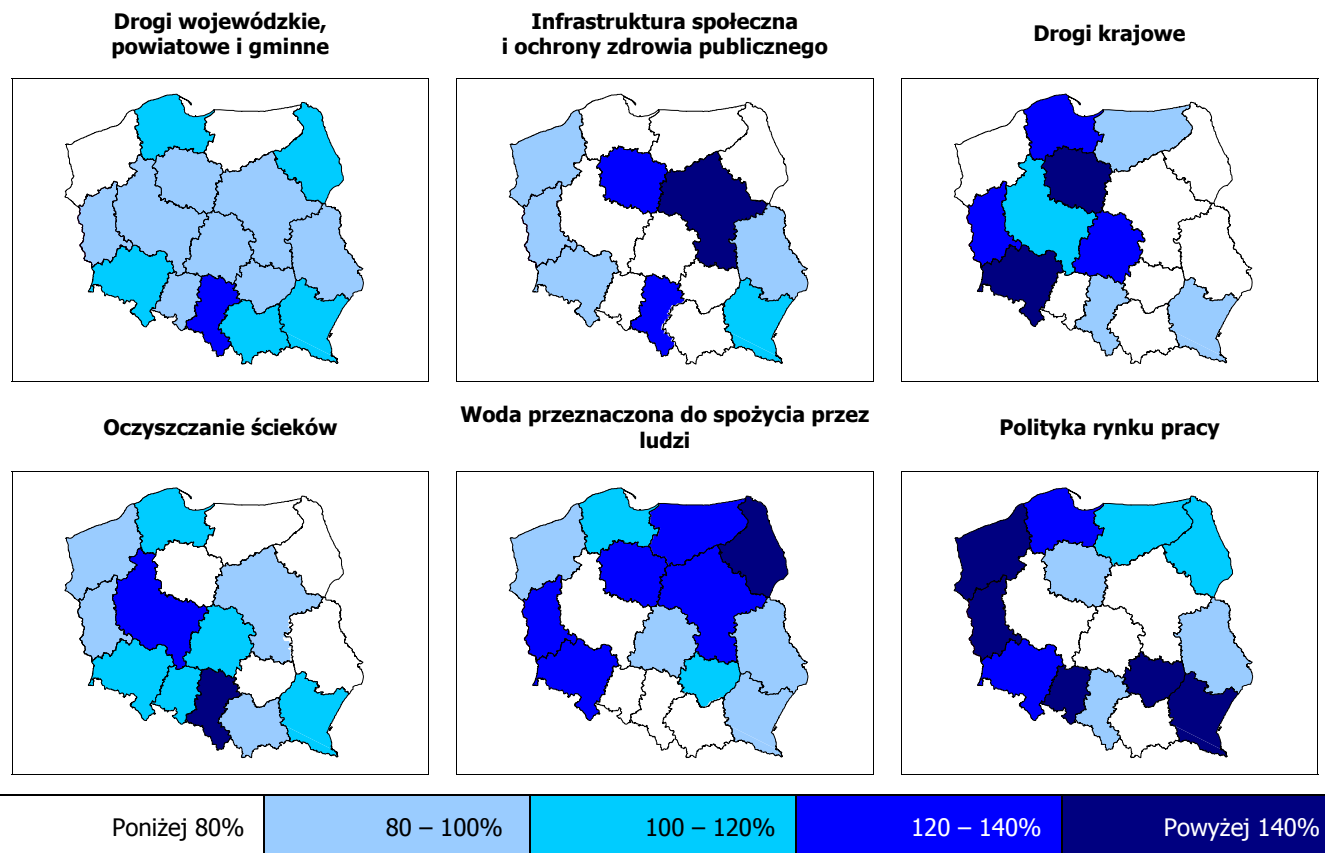 Drogi wojewódzkie,
powiatowe i gminne
Infrastruktura społeczna
i ochrony zdrowia publicznego
Drogi krajowe
Oczyszczanie ścieków
Woda przeznaczona do spożycia przez
ludzi
Polityka rynku pracy
Poniżej 80%
80 – 100%
100 – 120%
120 – 140%
Powyżej 140%